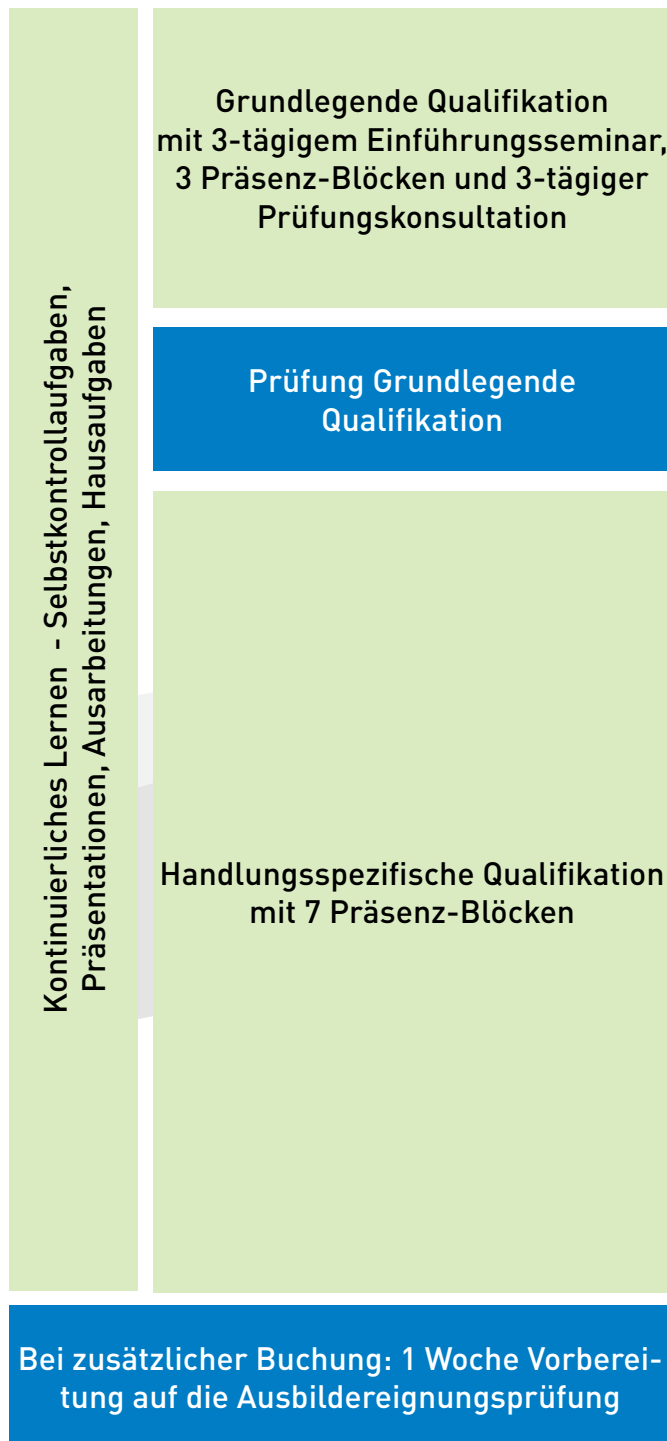 Kontinuierliches Lernen - Selbstkontrollaufgaben,
Präsentationen, Ausarbeitungen, Hausaufgaben
Grundlegende Qualifikation
mit 3-tägigem Einführungsseminar,
3 Präsenz-Blöcken und 3-tägiger
Prüfungskonsultation
Prüfung Grundlegende
Qualifikation
Handlungsspezifische Qualifikation
mit 7 Präsenz-Blöcken
Bei zusätzlicher Buchung: 1 Woche Vorberei-
tung auf die Ausbildereignungsprüfung